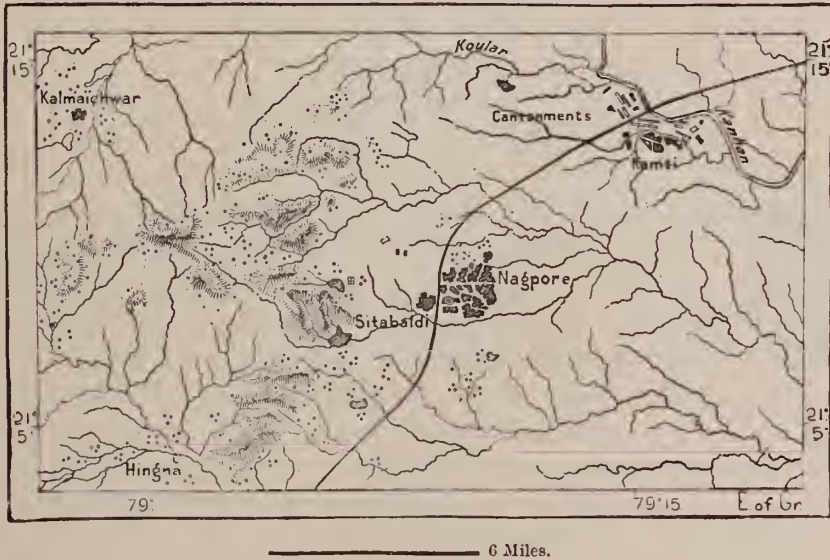 Koular
21°
15'
21°
15'
Kalmaichwar
Cantonments
Kanhan
Kamti
Nagpore
Sitabaldi
21°
5'
21°
5'
Hingna
79°
79°15'
E. of Gr.
6 Miles.